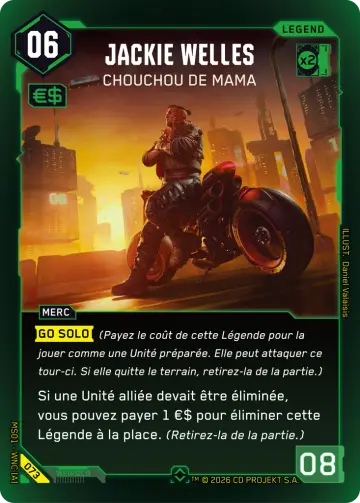 06
JACKIE WELLES
LEGEND
CHOUCHOU DE MAMA
x2
€$
ILLUST. Daniel Valaisis
MERC
GO SOLO (Payez le coût de cette Légende pour la
jouer comme une Unité préparée. Elle peut attaquer ce
tour-ci. Si elle quitte le terrain, retirez-la de la partie.)
Si une Unité alliée devait être éliminée,
vous pouvez payer 1 €$ pour éliminer cette
Légende à la place. (Retirez-la de la partie.)
073
™ © 2026 CD PROJEKT S.A.
08